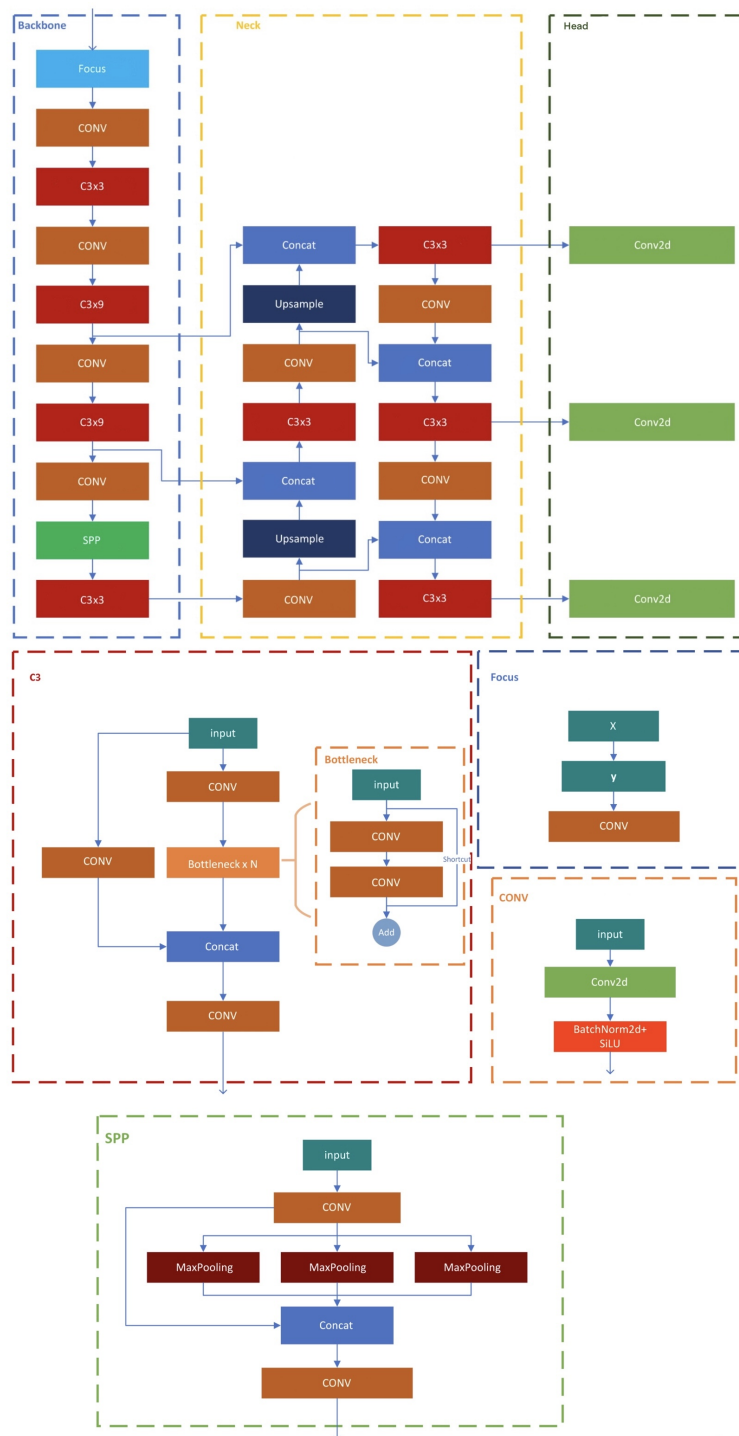 Backbone
Focus
CONV
C3x3
CONV
C3x9
CONV
C3x9
CONV
SPP
C3x3
Neck
Concat
C3x3
Upsample
CONV
CONV
Concat
C3x3
C3x3
Concat
CONV
Upsample
Concat
CONV
C3x3
Head
Conv2d
Conv2d
Conv2d
C3
input
CONV
CONV
Bottleneck x N
Concat
CONV
Bottleneck
input
CONV
Shortcut
CONV
Add
Focus
X
y
CONV
CONV
input
Conv2d
BatchNorm2d+
SiLU
SPP
input
CONV
MaxPooling
MaxPooling
MaxPooling
Concat
CONV